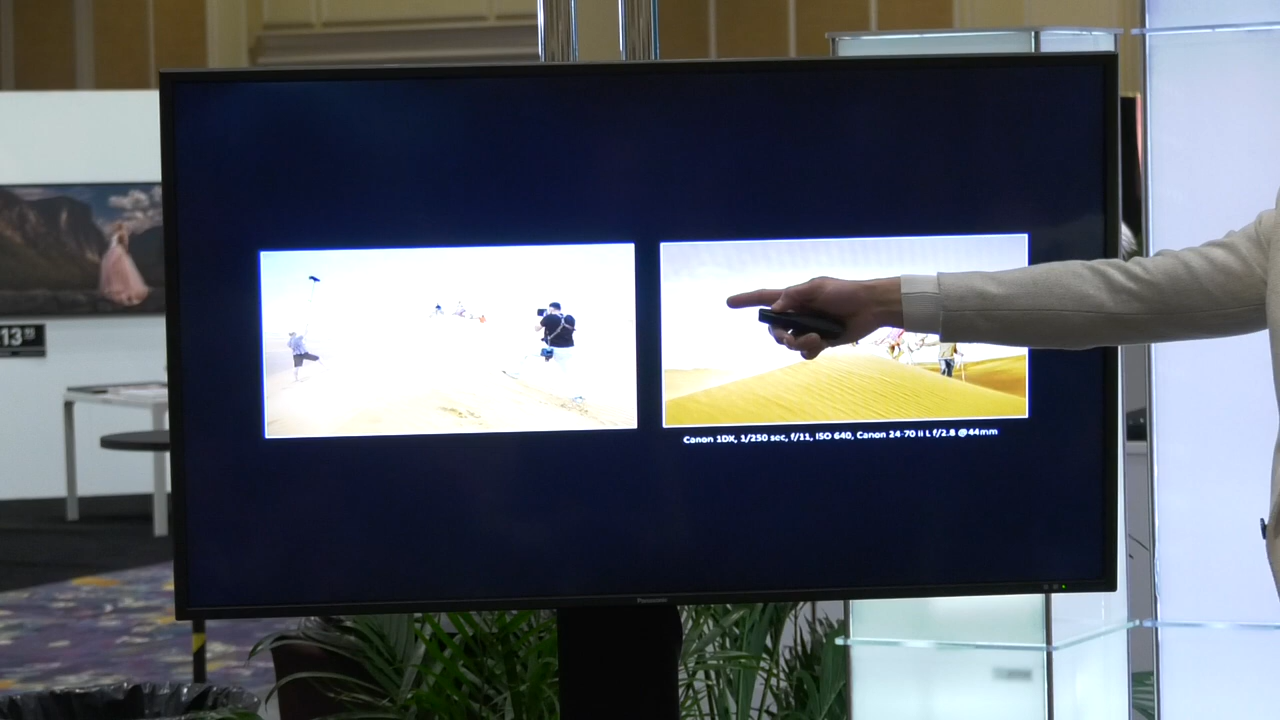 13
Canon 1DX, 1/250 sec, f/11, ISO 640, Canon 24-70 ii L f/2.8 @44mm
Panasonic